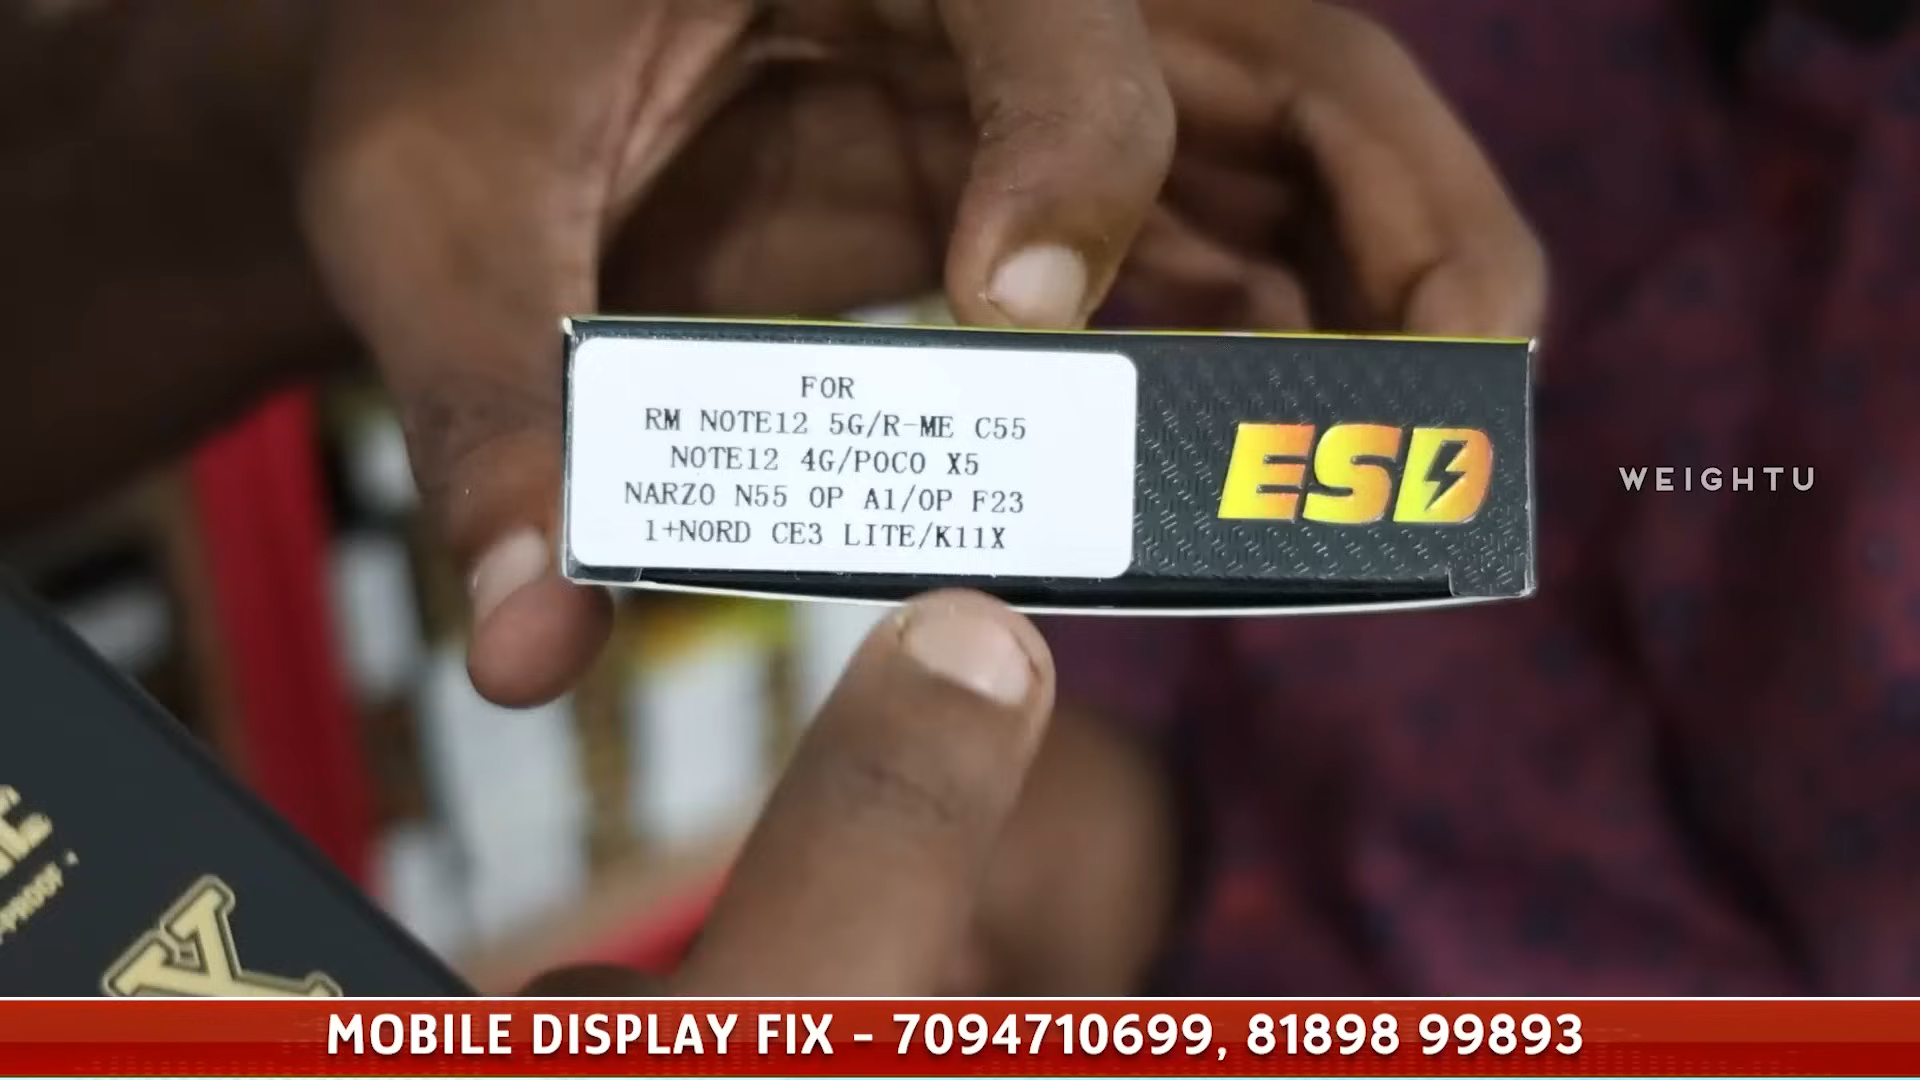 FOR
RM NOTE12 5G/R-ME C55
NOTE12 4G/POCO X5
NARZO N55 OP A1/OP F23
1+NORD CE3 LITE/K11X
ESD
WEIGHTU
MOBILE DISPLAY FIX - 7094710699, 81898 99893